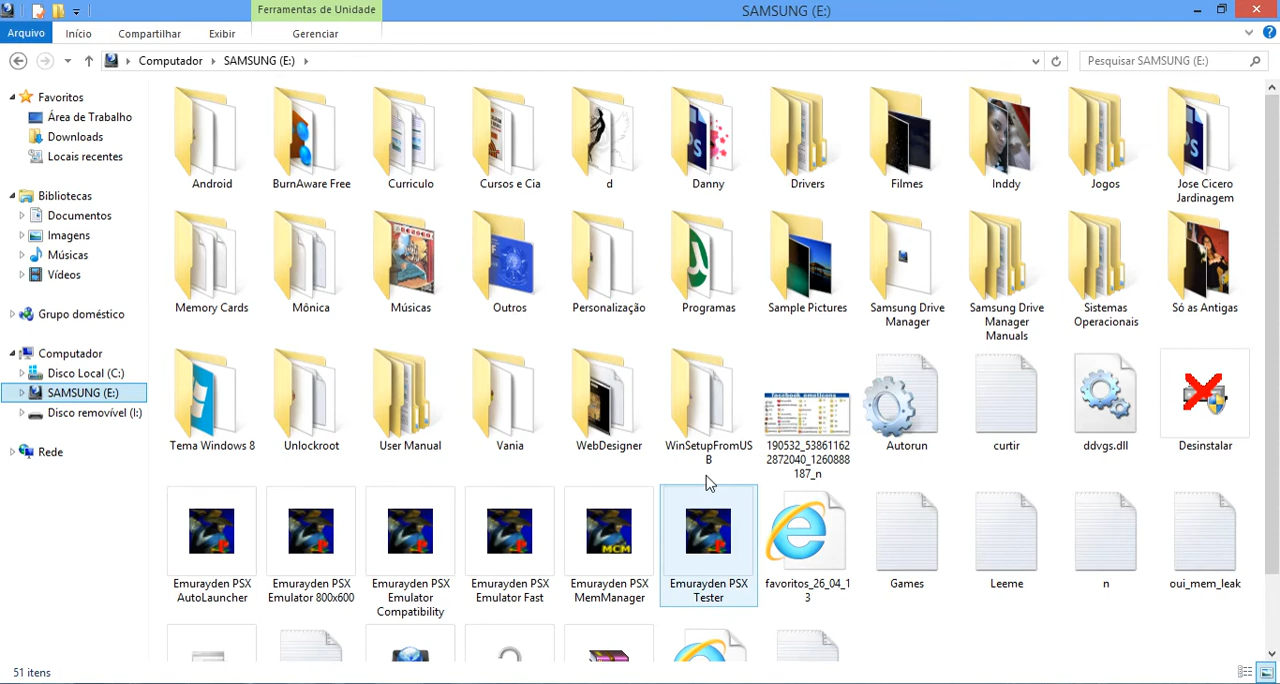 Ferramentas de Unidade
SAMSUNG (E:)
Arquivo
Início
Compartilhar
Exibir
Gerenciar
Computador
SAMSUNG (E:)
Pesquisar SAMSUNG (E:)
Favoritos
Área de Trabalho
Downloads
Locais recentes
Bibliotecas
Documentos
Imagens
Músicas
Vídeos
Grupo doméstico
Computador
Disco Local (C:)
SAMSUNG (E:)
Disco removível (I:)
Rede
Android
BurnAware Free
Curriculo
Cursos e Cia
d
Danny
Drivers
Filmes
Inddy
Jogos
Jose Cicero
Jardinagem
Memory Cards
Mônica
Músicas
Outros
Personalização
Programas
Sample Pictures
Samsung Drive
Manager
Samsung Drive
Manager
Manuals
Sistemas
Operacionais
Só as Antigas
Tema Windows 8
Unlockroot
User Manual
Vania
WebDesigner
WinSetupFromUS
B
facebook emoticons
190532_53861162
2872040_1260888
187_n
Autorun
curtir
ddvgs.dll
Desinstalar
Emurayden PSX
AutoLauncher
Emurayden PSX
Emulator 800x600
Emurayden PSX
Emulator
Compatibility
Emurayden PSX
Emulator Fast
MCM
Emurayden PSX
MemManager
Emurayden PSX
Tester
favoritos_26_04_1
3
Games
Leeme
n
oui_mem_leak
51 itens